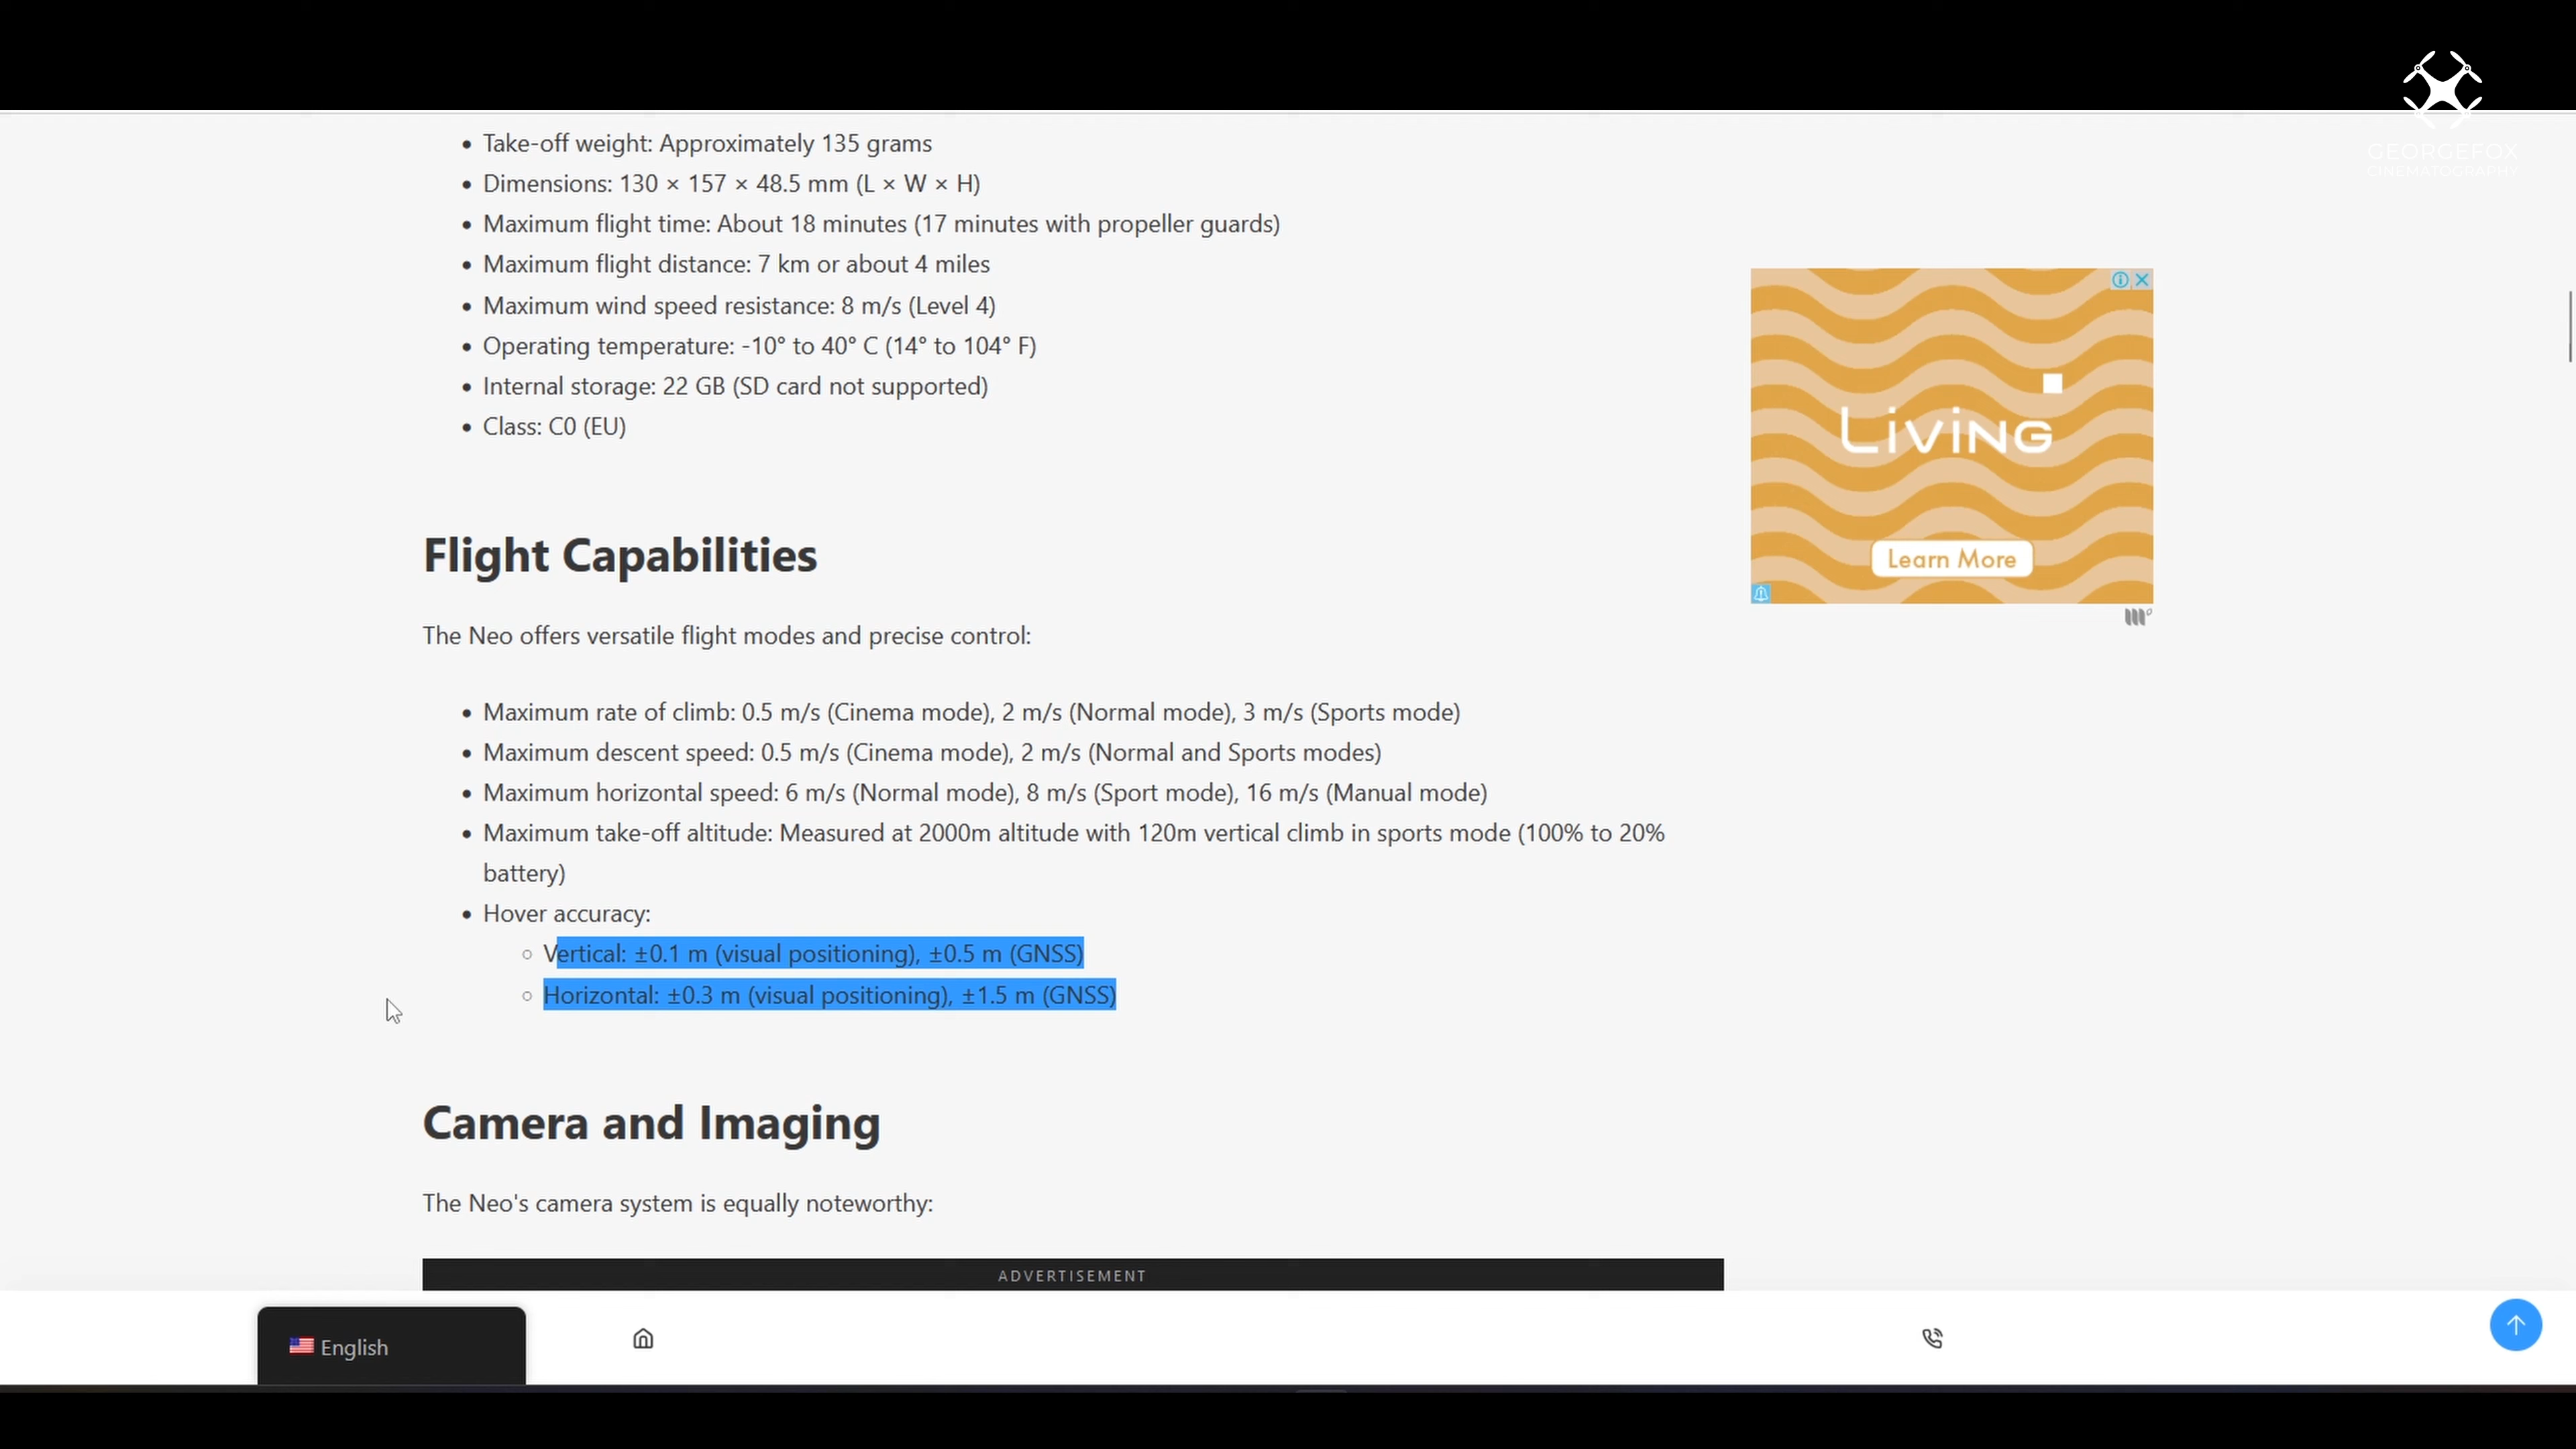 GEORGEFOX
CINEMATOGRAPHY
Take-off weight: Approximately 135 grams
Dimensions: 130 × 157 × 48.5 mm (L × W × H)
Maximum flight time: About 18 minutes (17 minutes with propeller guards)
Maximum flight distance: 7 km or about 4 miles
Maximum wind speed resistance: 8 m/s (Level 4)
Operating temperature: -10° to 40° C (14° to 104° F)
Internal storage: 22 GB (SD card not supported)
Class: C0 (EU)
LiViNG
Learn More
Flight Capabilities
The Neo offers versatile flight modes and precise control:
Maximum rate of climb: 0.5 m/s (Cinema mode), 2 m/s (Normal mode), 3 m/s (Sports mode)
Maximum descent speed: 0.5 m/s (Cinema mode), 2 m/s (Normal and Sports modes)
Maximum horizontal speed: 6 m/s (Normal mode), 8 m/s (Sport mode), 16 m/s (Manual mode)
Maximum take-off altitude: Measured at 2000m altitude with 120m vertical climb in sports mode (100% to 20%
battery)
Hover accuracy:
Vertical: ±0.1 m (visual positioning), ±0.5 m (GNSS)
Horizontal: ±0.3 m (visual positioning), ±1.5 m (GNSS)
Camera and Imaging
The Neo's camera system is equally noteworthy:
ADVERTISEMENT
English